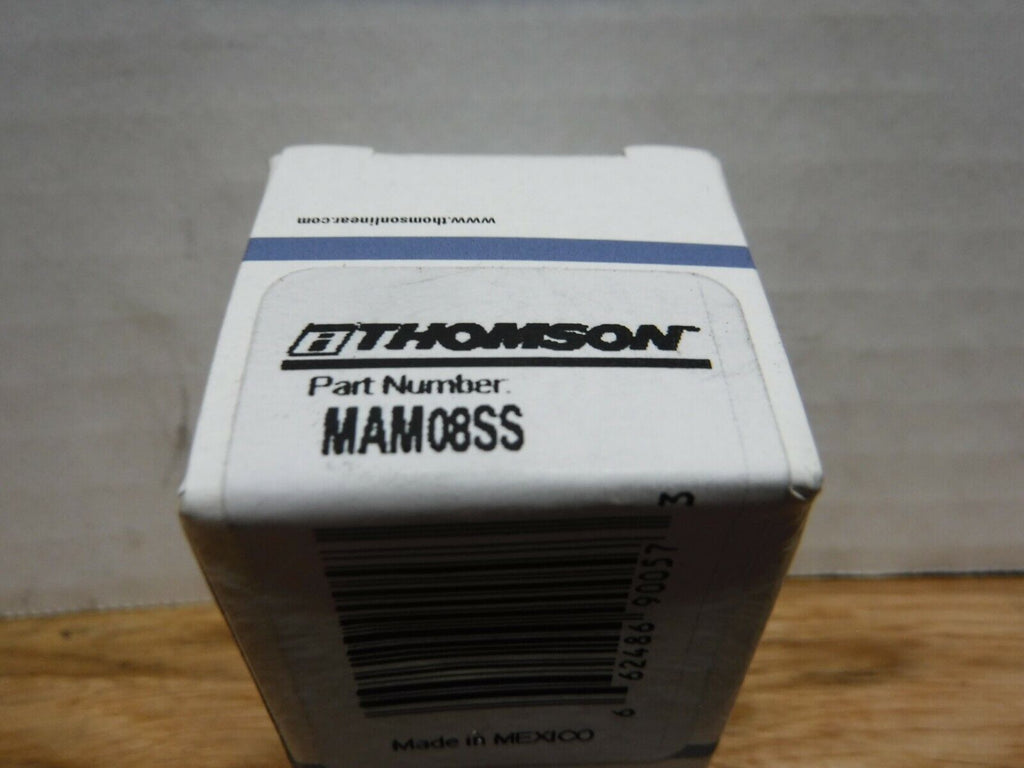 www.thomsonlinear.com
THOMSON
Part Number:
MAM08SS
6 62486 90057 3
Made in MEXICO